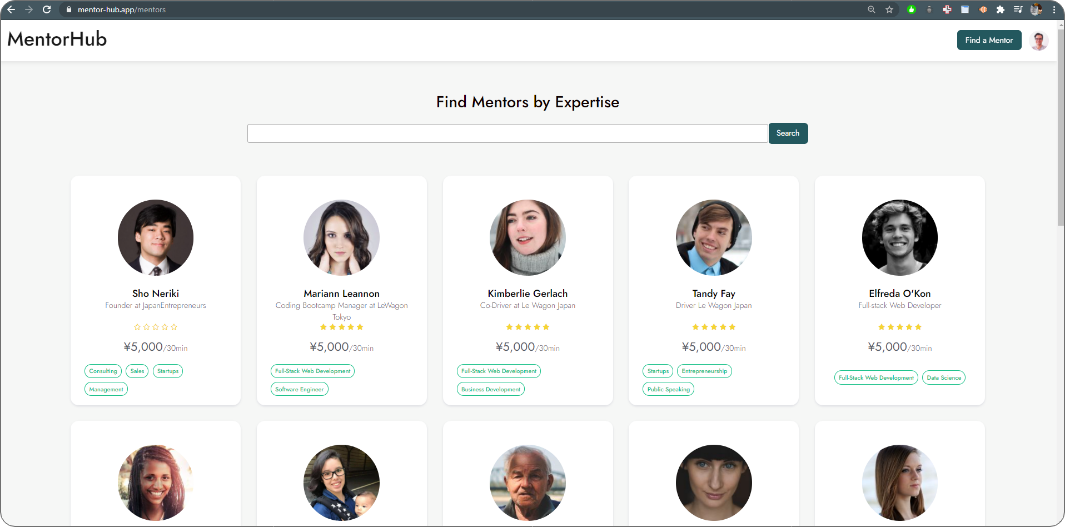 mentor-hub.app/mentors
MentorHub
Find a Mentor
Find Mentors by Expertise
Search
Sho Neriki
Founder at JapanEntrepreneurs
¥5,000/30min
Consulting Sales Startups
Management
Mariann Leannon
Coding Bootcamp Manager at LeWagon
Tokyo
¥5,000/30min
Full-Stack Web Development
Software Engineer
Kimberlie Gerlach
Co-Driver at Le Wagon Japan
¥5,000/30min
Full-Stack Web Development
Business Development
Tandy Fay
Driver Le Wagon Japan
¥5,000/30min
Startups Entrepreneurship
Public Speaking
Elfreda O'Kon
Full stack Web Developer
¥5,000/30min
Full-Stack Web Development Data Science